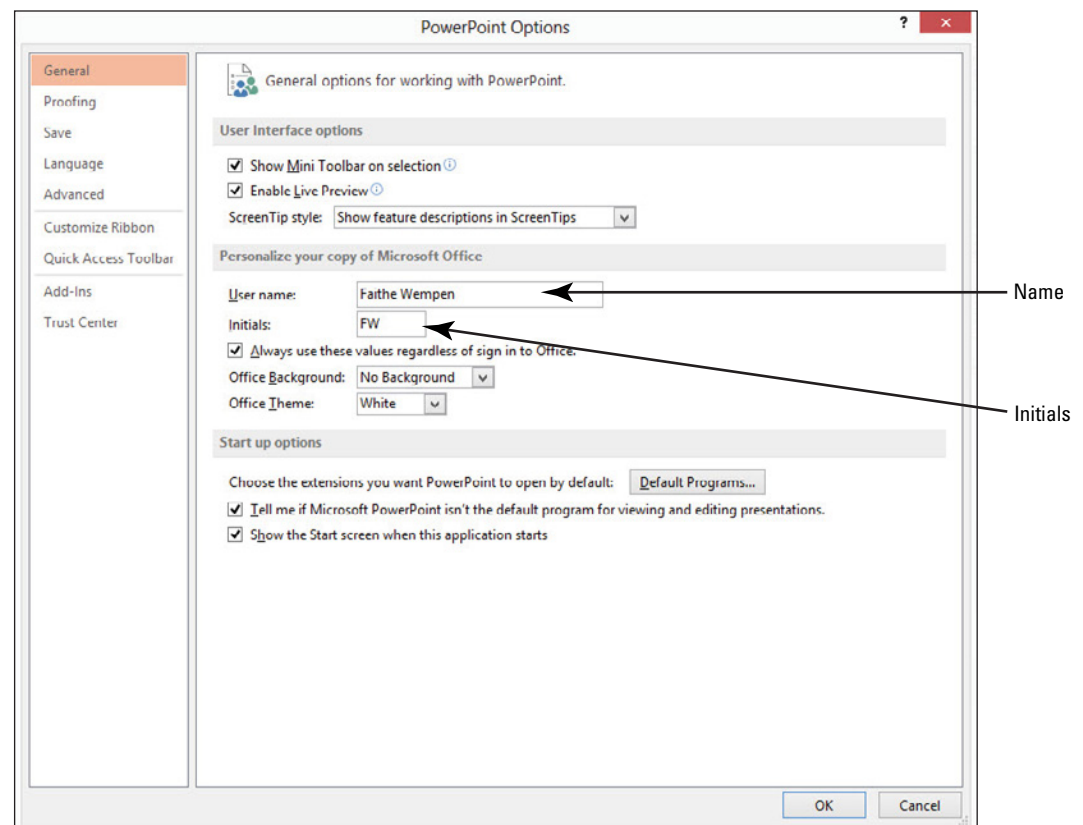 PowerPoint Options
?
General
Proofing
Save
Language
Advanced
Customize Ribbon
Quick Access Toolbar
Add-Ins
Trust Center
General options for working with PowerPoint.
User Interface options
Show Mini Toolbar on selection
Enable Live Preview
ScreenTip style: Show feature descriptions in ScreenTips
Personalize your copy of Microsoft Office
User name: Faithe Wempen
Name
Initials: FW
Always use these values regardless of sign in to Office.
Office Background: No Background
Office Theme: White
Initials
Start up options
Choose the extensions you want PowerPoint to open by default: Default Programs...
Tell me if Microsoft PowerPoint isn't the default program for viewing and editing presentations.
Show the Start screen when this application starts
OK Cancel